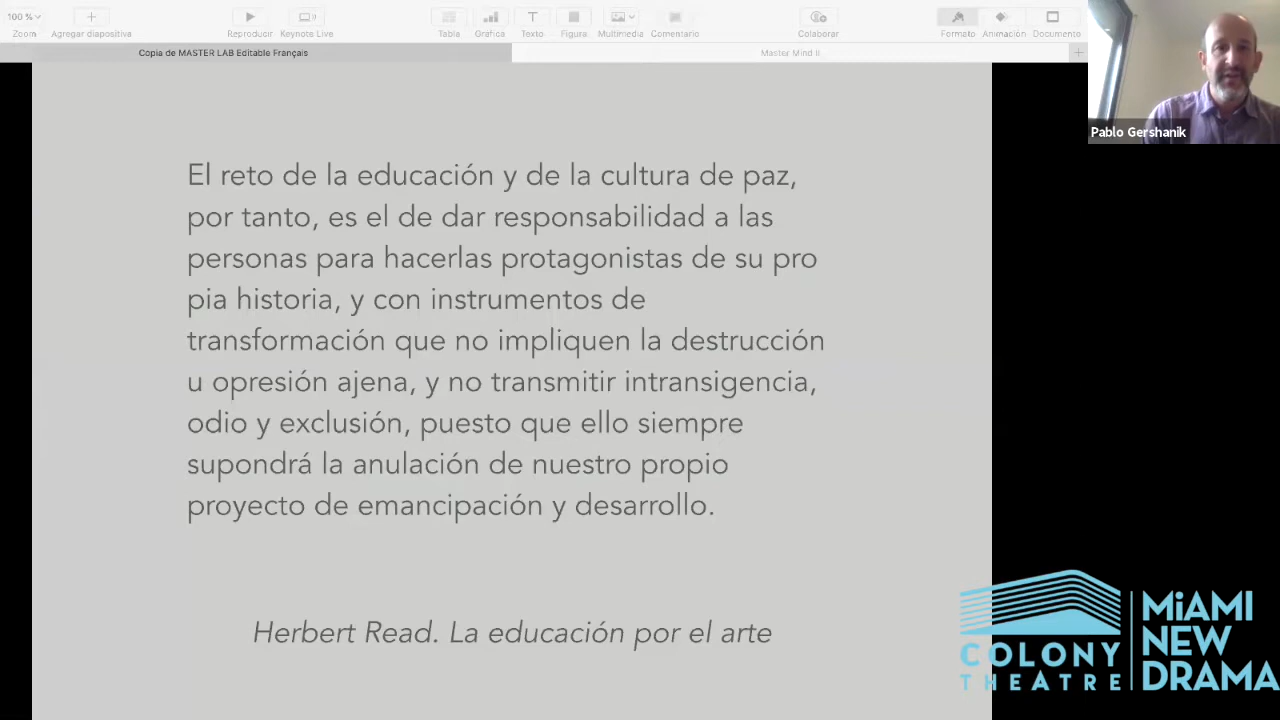 100 %
Zoom
Agregar diapositiva
Reproducir
Keynote Live
Tabla
Gráfica
Texto
Figura
Multimedia
Comentario
Colaborar
Formato
Animación
Documento
Copia de MASTER LAB Editable Français
Master Mind II
Pablo Gershanik
El reto de la educación y de la cultura de paz,
por tanto, es el de dar responsabilidad a las
personas para hacerlas protagonistas de su pro
pia historia, y con instrumentos de
transformación que no impliquen la destrucción
u opresión ajena, y no transmitir intransigencia,
odio y exclusión, puesto que ello siempre
supondrá la anulación de nuestro propio
proyecto de emancipación y desarrollo.
Herbert Read. La educación por el arte
COLONY
THEATRE
MiAMI
NEW
DRAMA